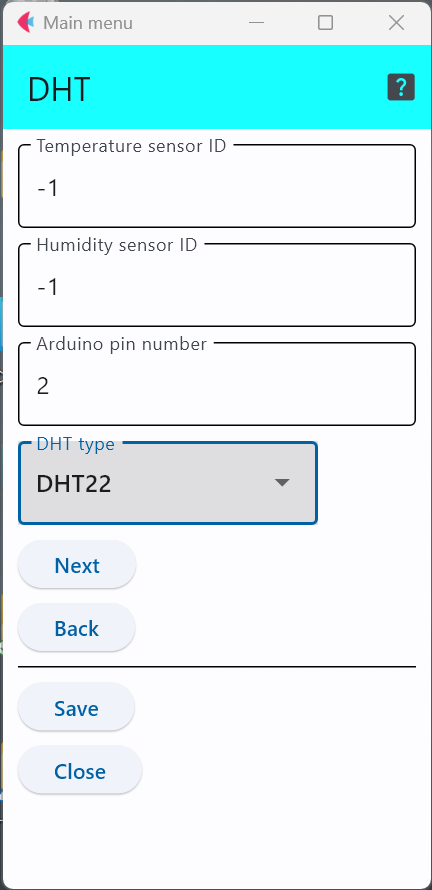 Main menu
DHT
?
Temperature sensor ID
-1
Humidity sensor ID
-1
Arduino pin number
2
DHT type
DHT22
Next
Back
Save
Close